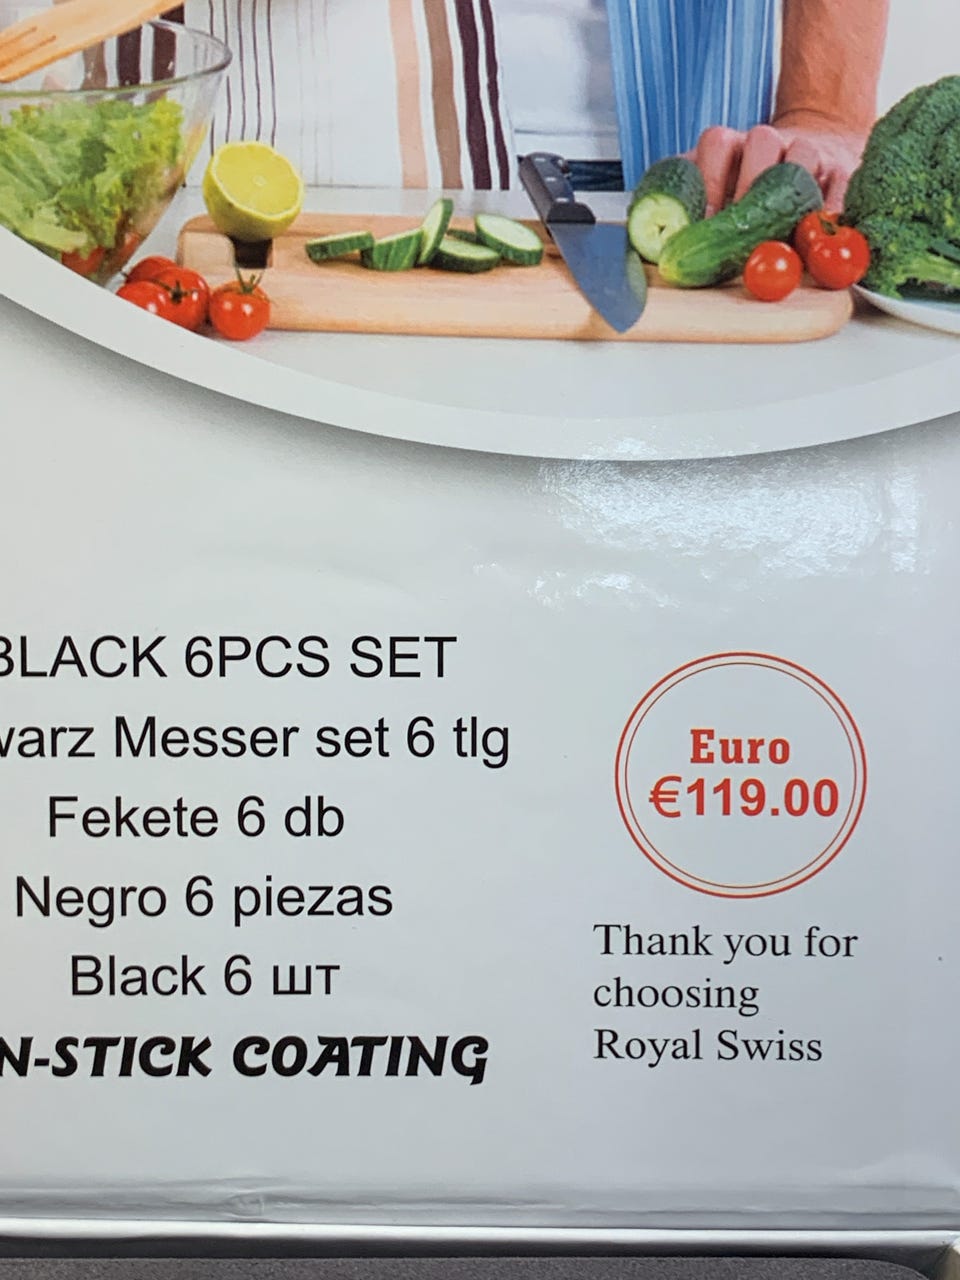 BLACK 6PCS SET
warz Messer set 6 tlg
Fekete 6 db
Negro 6 piezas
Black 6 шт
N-STICK COATING
Euro
€119.00
Thank you for
choosing
Royal Swiss